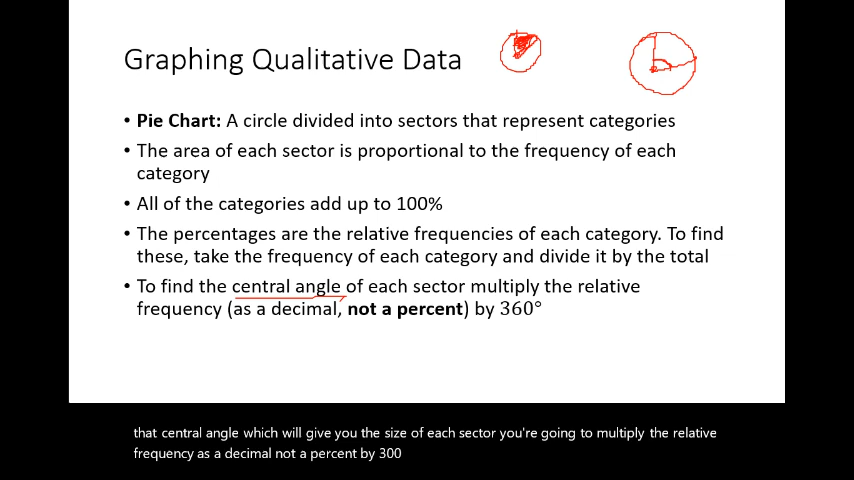 Graphing Qualitative Data
• Pie Chart: A circle divided into sectors that represent categories
• The area of each sector is proportional to the frequency of each
category
• All of the categories add up to 100%
• The percentages are the relative frequencies of each category. To find
these, take the frequency of each category and divide it by the total
• To find the central angle of each sector multiply the relative
frequency (as a decimal, not a percent) by 360°
that central angle which will give you the size of each sector you're going to multiply the relative
frequency as a decimal not a percent by 300